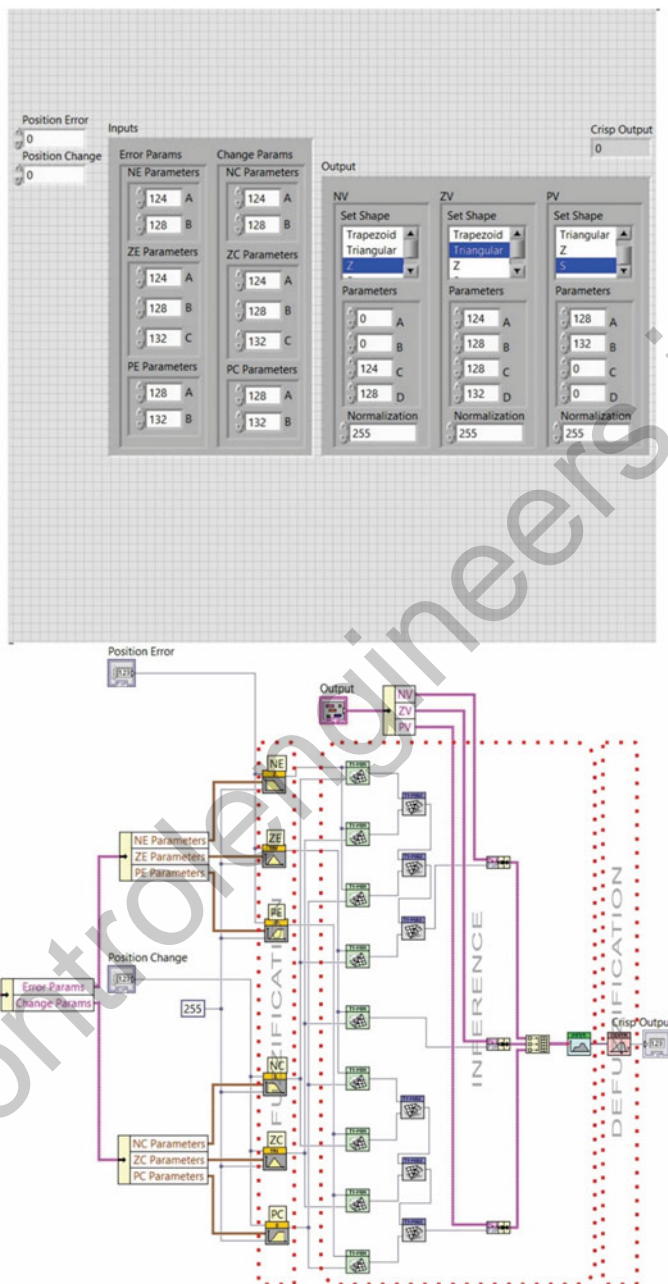 Position Error
0
Position Change
0
Inputs
Error Params
NE Parameters
124 A
128 B
ZE Parameters
124 A
128 B
132 C
PE Parameters
128 A
132 B
Change Params
NC Parameters
124 A
128 B
ZC Parameters
124 A
128 B
132 C
PC Parameters
128 A
132 B
Crisp Output
0
Output
NV
Set Shape
Trapezoid
Triangular
Z
Parameters
0 A
0 B
124 C
128 D
Normalization
255
ZV
Set Shape
Trapezoid
Triangular
Z
Parameters
124 A
128 B
128 C
132 D
Normalization
255
PV
Set Shape
Triangular
Z
S
Parameters
128 A
132 B
0 C
0 D
Normalization
255
Position Error
Output
NV
ZV
PV
NE
ZE
PE
NE Parameters
ZE Parameters
PE Parameters
Position Change
Error Params
Change Params
255
NC
ZC
PC
NC Parameters
ZC Parameters
PC Parameters
FUZZIFICATION
INFERENCE
DEFUZZIFICATION
Crisp Output
ontrolengineers.